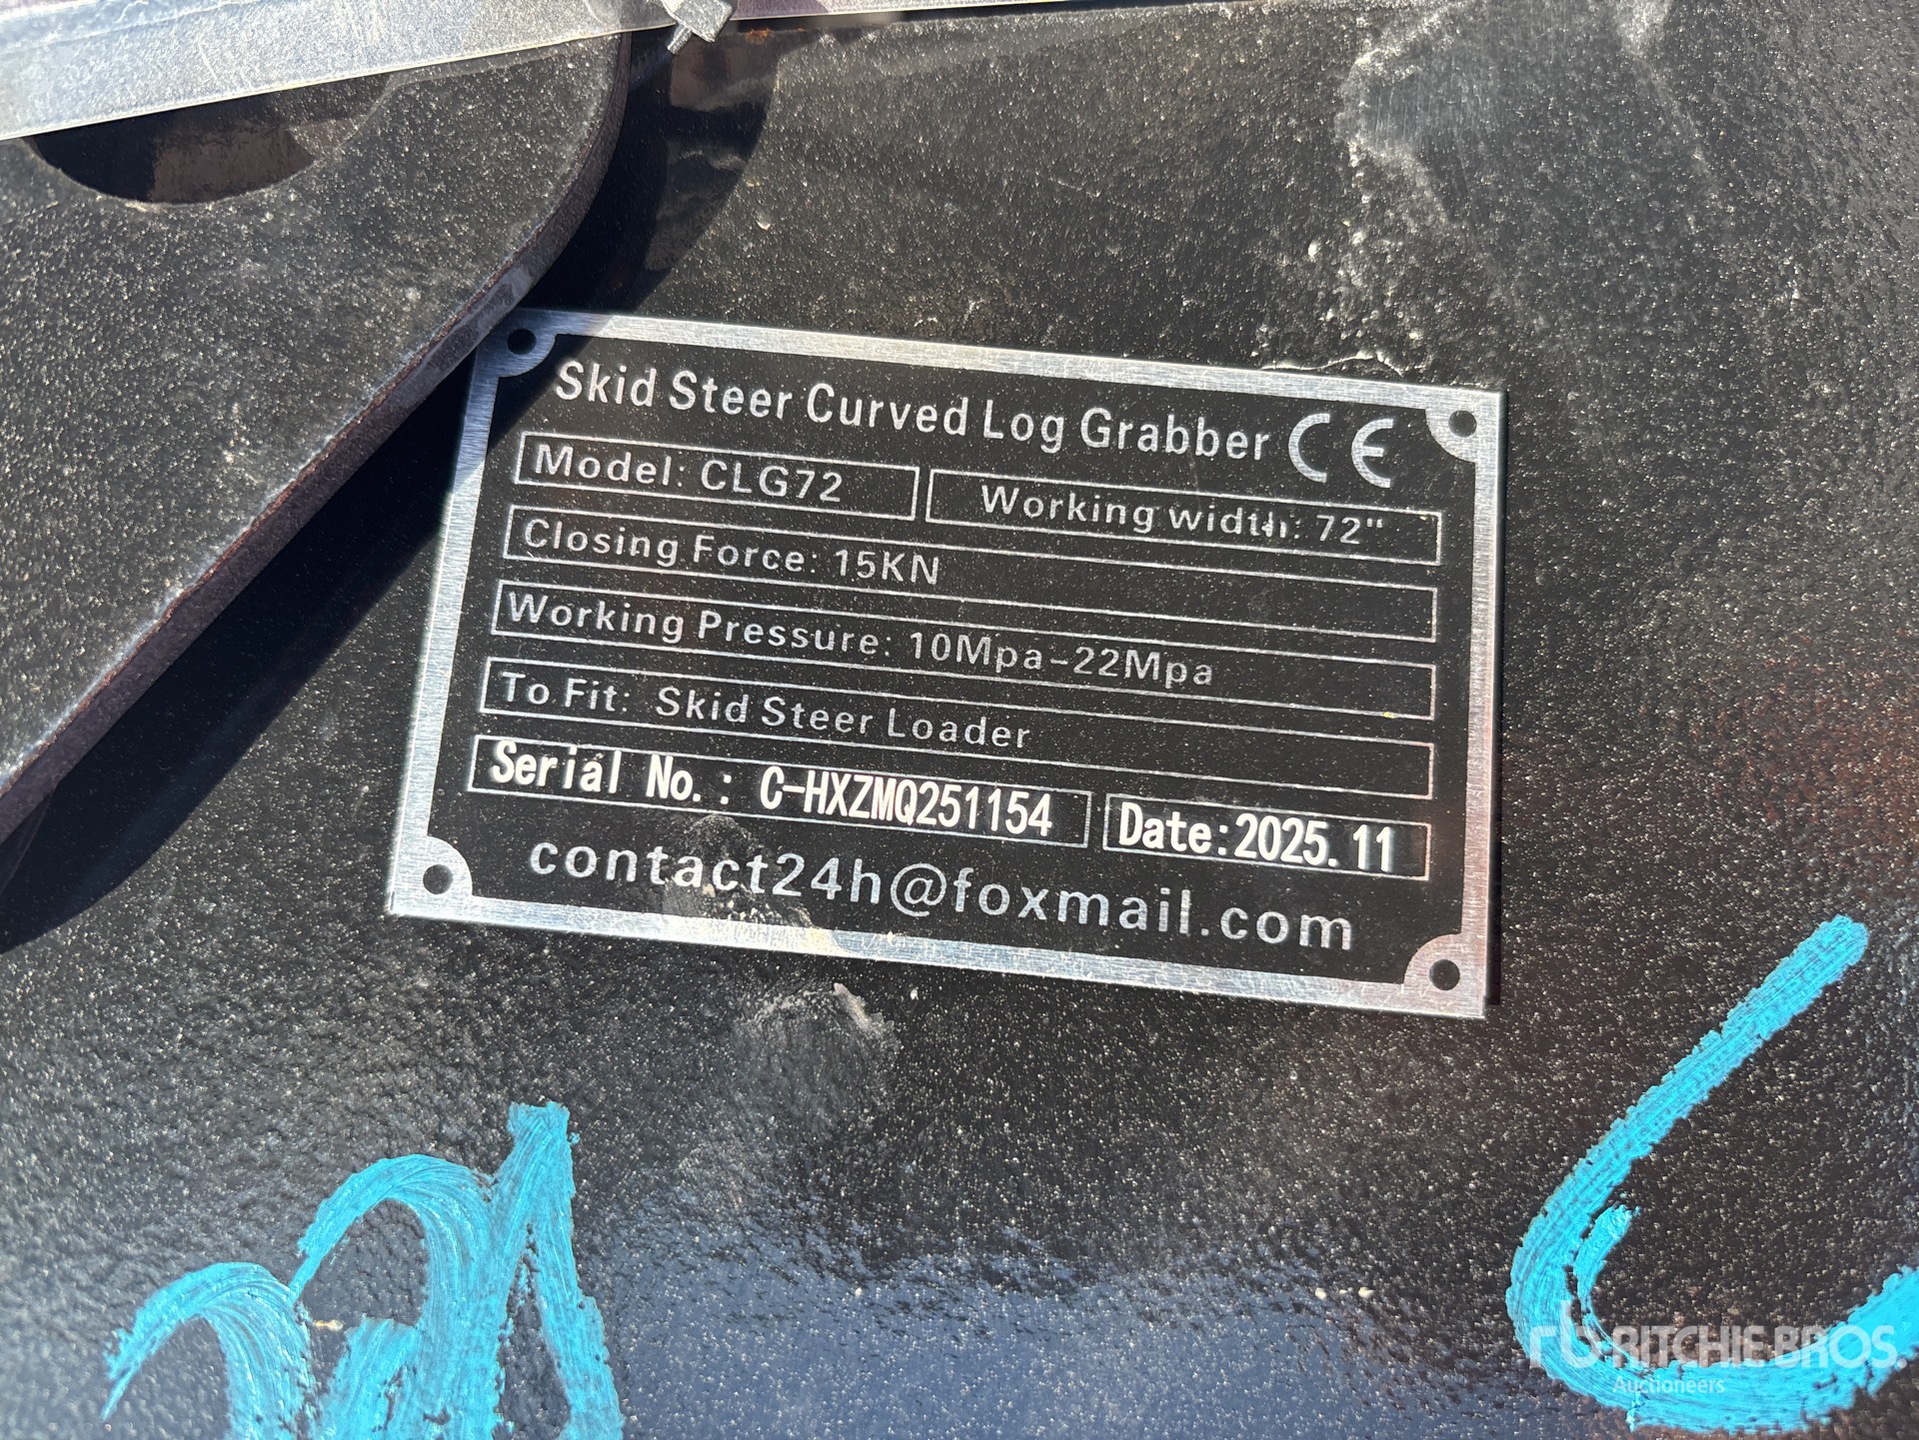 Skid Steer Curved Log Grabber CE
Model: CLG72 Working width: 72"
Closing Force: 15KN
Working Pressure: 10Mpa-22Mpa
To Fit: Skid Steer Loader
Serial No.: C-HXZMQ251154 Date:2025.11
contact24h@foxmail.com
rb RITCHIE BROS.
Auctioneers